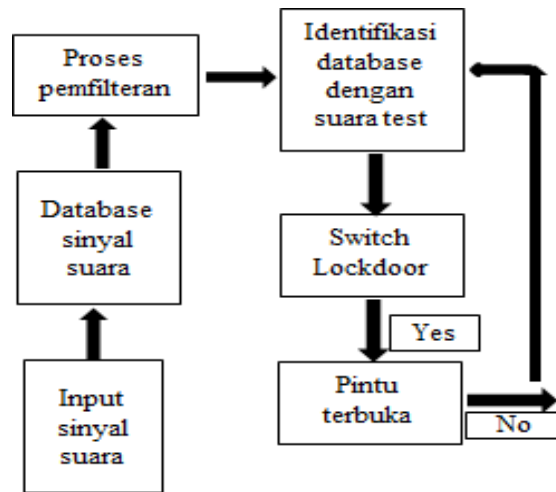 Proses
pemfilteran
Identifikasi
database
dengan
suara test
Database
sinyal
suara
Switch
Lockdoor
Yes
Input
sinyal
suara
Pintu
terbuka
No